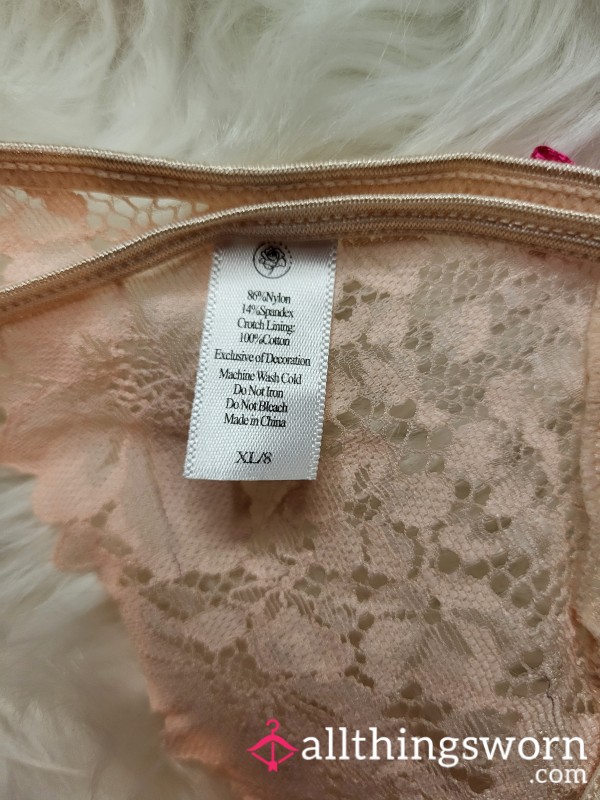 86%Nylon
14%Spandex
Crotch Lining:
100%Cotton
Exclusive of Decoration
Machine Wash Cold
Do Not Iron
Do Not Bleach
Made in China
XL/8
allthingsworn
.com